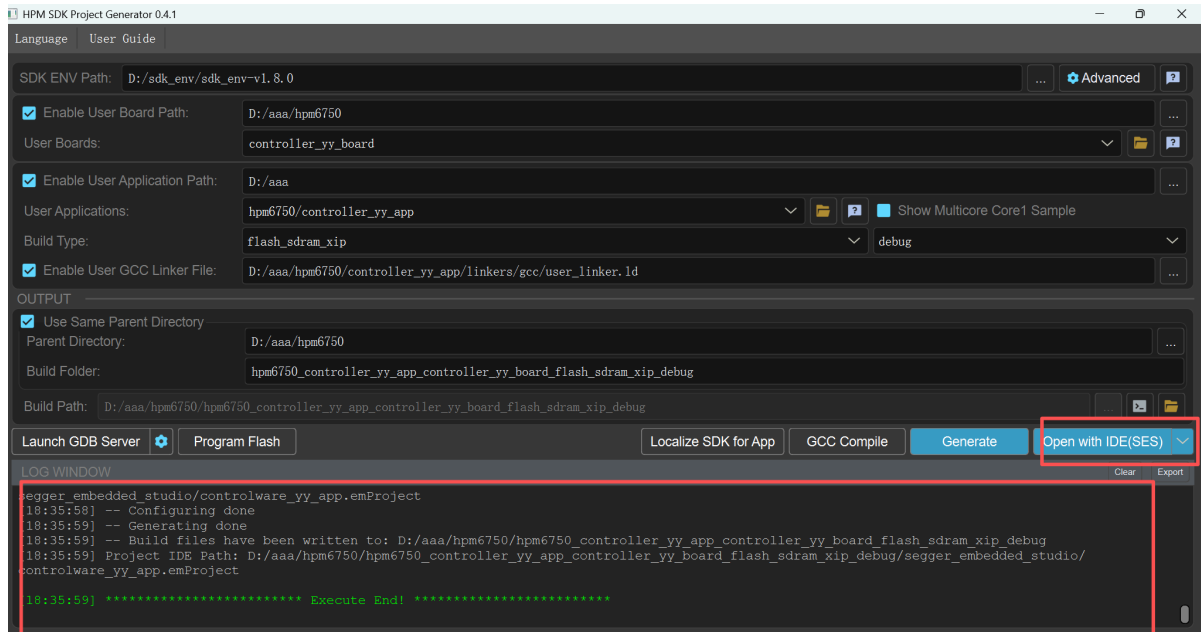 HPM SDK Project Generator 0.4.1
Language User Guide
SDK ENV Path: D:/sdk_env/sdk_env-v1.8.0 ... Advanced
Enable User Board Path: D:/aaa/hpm6750 ...
User Boards: controller_yy_board
Enable User Application Path: D:/aaa ...
User Applications: hpm6750/controller_yy_app Show Multicore Core1 Sample
Build Type: flash_sdram_xip debug
Enable User GCC Linker File: D:/aaa/hpm6750/controller_yy_app/linkers/gcc/user_linker.ld ...
OUTPUT
Use Same Parent Directory
Parent Directory: D:/aaa/hpm6750 ...
Build Folder: hpm6750_controller_yy_app_controller_yy_board_flash_sdram_xip_debug
Build Path: D:/aaa/hpm6750/hpm6750_controller_yy_app_controller_yy_board_flash_sdram_xip_debug ...
Launch GDB Server Program Flash Localize SDK for App GCC Compile Generate Open with IDE(SES)
LOG WINDOW Clear Export
segger_embedded_studio/controlware_yy_app.emProject
[18:35:58] -- Configuring done
[18:35:59] -- Generating done
[18:35:59] -- Build files have been written to: D:/aaa/hpm6750/hpm6750_controller_yy_app_controller_yy_board_flash_sdram_xip_debug
[18:35:59] Project IDE Path: D:/aaa/hpm6750/hpm6750_controller_yy_app_controller_yy_board_flash_sdram_xip_debug/segger_embedded_studio/
controlware_yy_app.emProject
[18:35:59] ************************* Execute End! *************************